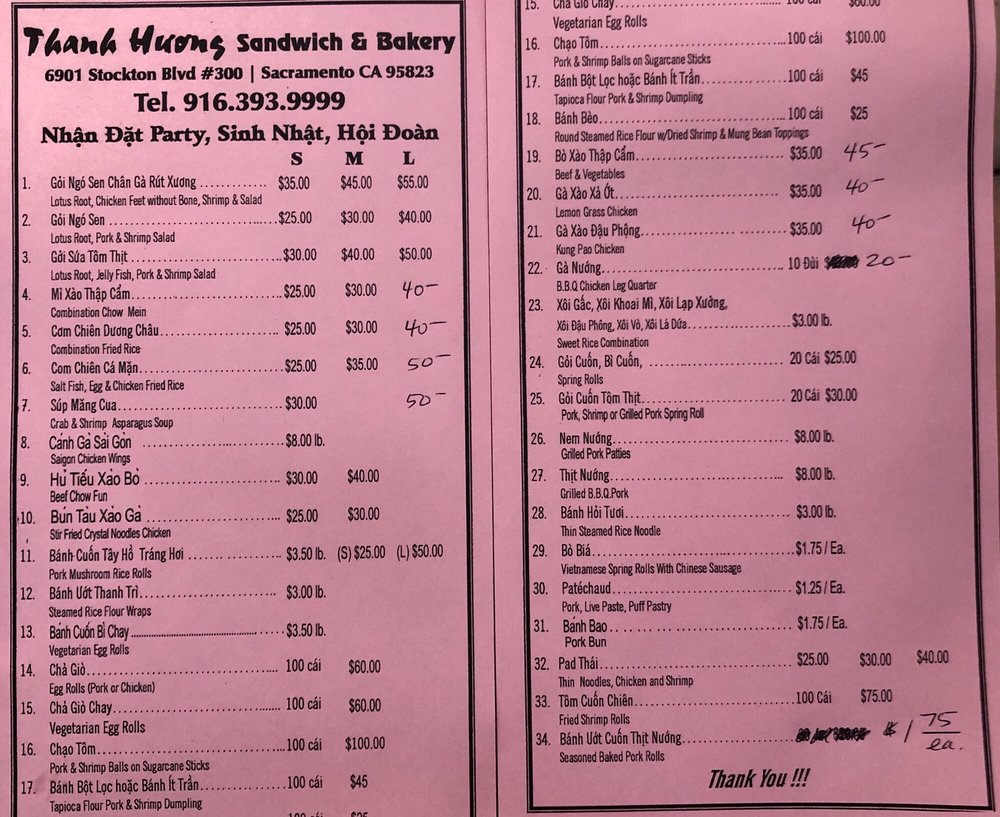 Thanh Hương Sandwich & Bakery
6901 Stockton Blvd #300 | Sacramento CA 95823
Tel. 916.393.9999
Nhận Đặt Party, Sinh Nhật, Hội Đoàn
S M L
1. Gỏi Ngó Sen Chân Gà Rút Xương ............. $35.00 $45.00 $55.00
Lotus Root, Chicken Feet without Bone, Shrimp & Salad
2. Gỏi Ngó Sen ............. $25.00 $30.00 $40.00
Lotus Root, Pork & Shrimp Salad
3. Gởi Sứa Tôm Thịt ............. $30.00 $40.00 $50.00
Lotus Root, Jelly Fish, Pork & Shrimp Salad
4. Mì Xào Thập Cẩm ............. $25.00 $30.00 40-
Combination Chow Mein
5. Cơm Chiên Dương Châu ............. $25.00 $30.00 40-
Combination Fried Rice
6. Com Chiên Cá Mặn ............. $25.00 $35.00 50-
Salt Fish, Egg & Chicken Fried Rice
7. Súp Măng Cua ............. $30.00 50-
Crab & Shrimp Asparagus Soup
8. Cánh Gà Sài Gòn ............. $8.00 lb.
Saigon Chicken Wings
9. Hủ Tiếu Xào Bò ............. $30.00 $40.00
Beef Chow Fun
10. Bún Tàu Xào Gà ............. $25.00 $30.00
Stir Fried Crystal Noodles Chicken
11. Bánh Cuốn Tây Hồ Tráng Hơi ............. $3.50 lb. (S) $25.00 (L) $50.00
Pork Mushroom Rice Rolls
12. Bánh Ướt Thanh Trì ............. $3.00 lb.
Steamed Rice Flour Wraps
13. Bánh Cuốn Bì Chay ............. $3.50 lb.
Vegetarian Egg Rolls
14. Chả Giò ............. 100 cái $60.00
Egg Rolls (Pork or Chicken)
15. Chả Giò Chay ............. 100 cái $60.00
Vegetarian Egg Rolls
16. Chạo Tôm ............. 100 cái $100.00
Pork & Shrimp Balls on Sugarcane Sticks
17. Bánh Bột Lọc hoặc Bánh Ít Trần ............. 100 cái $45
Tapioca Flour Pork & Shrimp Dumpling
15. Chả Giò Chay ............. 100 cái $60.00
Vegetarian Egg Rolls
16. Chạo Tôm ............. 100 cái $100.00
Pork & Shrimp Balls on Sugarcane Sticks
17. Bánh Bột Lọc hoặc Bánh Ít Trần ............. 100 cái $45
Tapioca Flour Pork & Shrimp Dumpling
18. Bánh Bèo ............. 100 cái $25
Round Steamed Rice Flour w/Dried Shrimp & Mung Bean Toppings
19. Bò Xào Thập Cẩm ............. $35.00 45-
Beef & Vegetables
20. Gà Xào Xả Ớt ............. $35.00 40-
Lemon Grass Chicken
21. Gà Xào Đậu Phộng ............. $35.00 40-
Kung Pao Chicken
22. Gà Nướng ............. 10 Đùi 20-
B.B.Q Chicken Leg Quarter
23. Xôi Gấc, Xôi Khoai Mì, Xôi Lạp Xưởng,
Xôi Đậu Phông, Xôi Vò, Xôi Lá Dứa ............. $3.00 lb.
Sweet Rice Combination
24. Gỏi Cuốn, Bì Cuốn, ............. 20 Cái $25.00
Spring Rolls
25. Gỏi Cuốn Tôm Thịt ............. 20 Cái $30.00
Pork, Shrimp or Grilled Pork Spring Roll
26. Nem Nướng ............. $8.00 lb.
Grilled Pork Patties
27. Thịt Nướng ............. $8.00 lb.
Grilled B.B.Q.Pork
28. Bánh Hỏi Tươi ............. $3.00 lb.
Thin Steamed Rice Noodle
29. Bò Biá ............. $1.75 / Ea.
Vietnamese Spring Rolls With Chinese Sausage
30. Patéchaud ............. $1.25 / Ea.
Pork, Live Paste, Puff Pastry
31. Bánh Bao ............. $1.75 / Ea.
Pork Bun
32. Pad Thái ............. $25.00 $30.00 $40.00
Thin Noodles, Chicken and Shrimp
33. Tôm Cuốn Chiên ............. 100 Cái $75.00
Fried Shrimp Rolls
34. Bánh Ướt Cuốn Thịt Nướng ............. $ 1 75/ea.
Seasoned Baked Pork Rolls
Thank You !!!